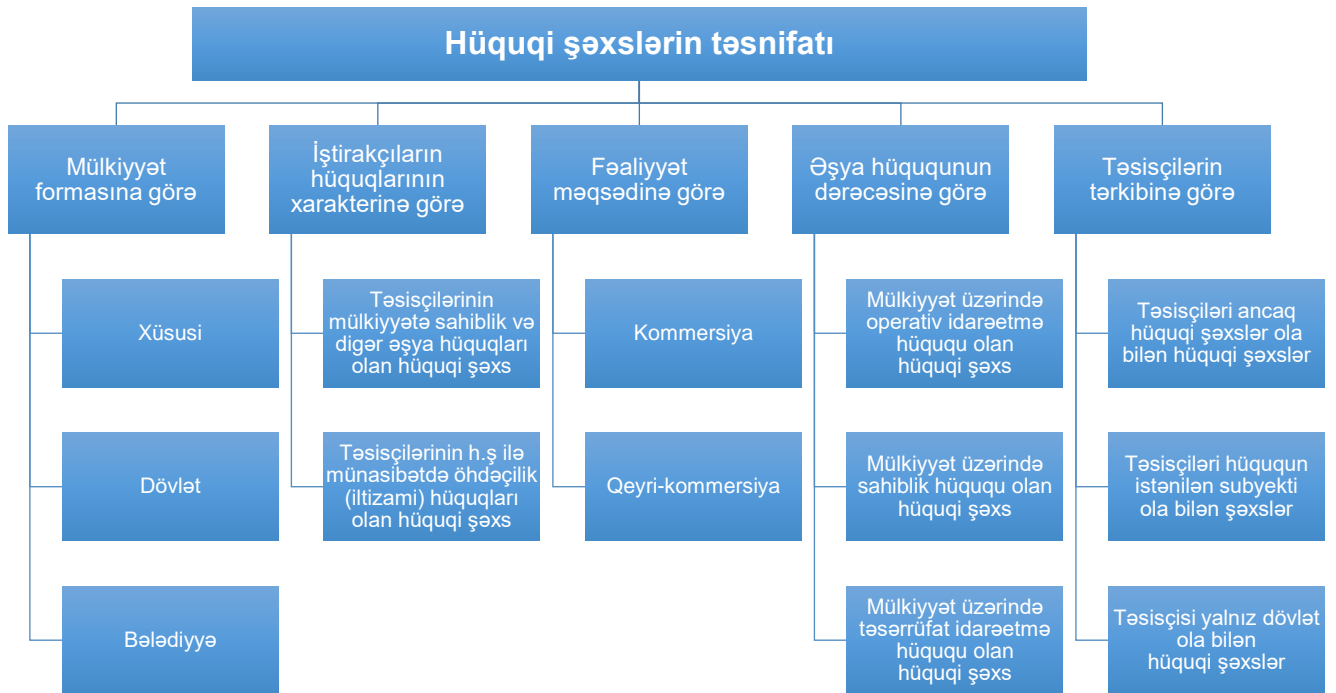 Hüquqi şəxslərin təsnifatı
Mülkiyyət
formasına görə
Xüsusi
Dövlət
Bələdiyyə
İştirakçıların
hüquqlarının
xarakterinə görə
Təsisçilərinin
mülkiyyətə sahiblik və
digər əşya hüquqları
olan hüquqi şəxs
Təsisçilərinin h.ş ilə
münasibətdə öhdəçilik
(iltizami) hüquqları
olan hüquqi şəxs
Fəaliyyət
məqsədinə görə
Kommersiya
Qeyri-kommersiya
Əşya hüququnun
dərəcəsinə görə
Mülkiyyət üzərində
operativ idarəetmə
hüququ olan
hüquqi şəxs
Mülkiyyət üzərində
sahiblik hüququ olan
hüquqi şəxs
Mülkiyyət üzərində
təsərrüfat idarəetmə
hüququ olan
hüquqi şəxs
Təsisçilərin
tərkibinə görə
Təsisçiləri ancaq
hüquqi şəxslər ola
bilən hüquqi şəxslər
Təsisçiləri hüququn
istənilən subyekti
ola bilən şəxslər
Təsisçisi yalnız dövlət
ola bilən
hüquqi şəxslər